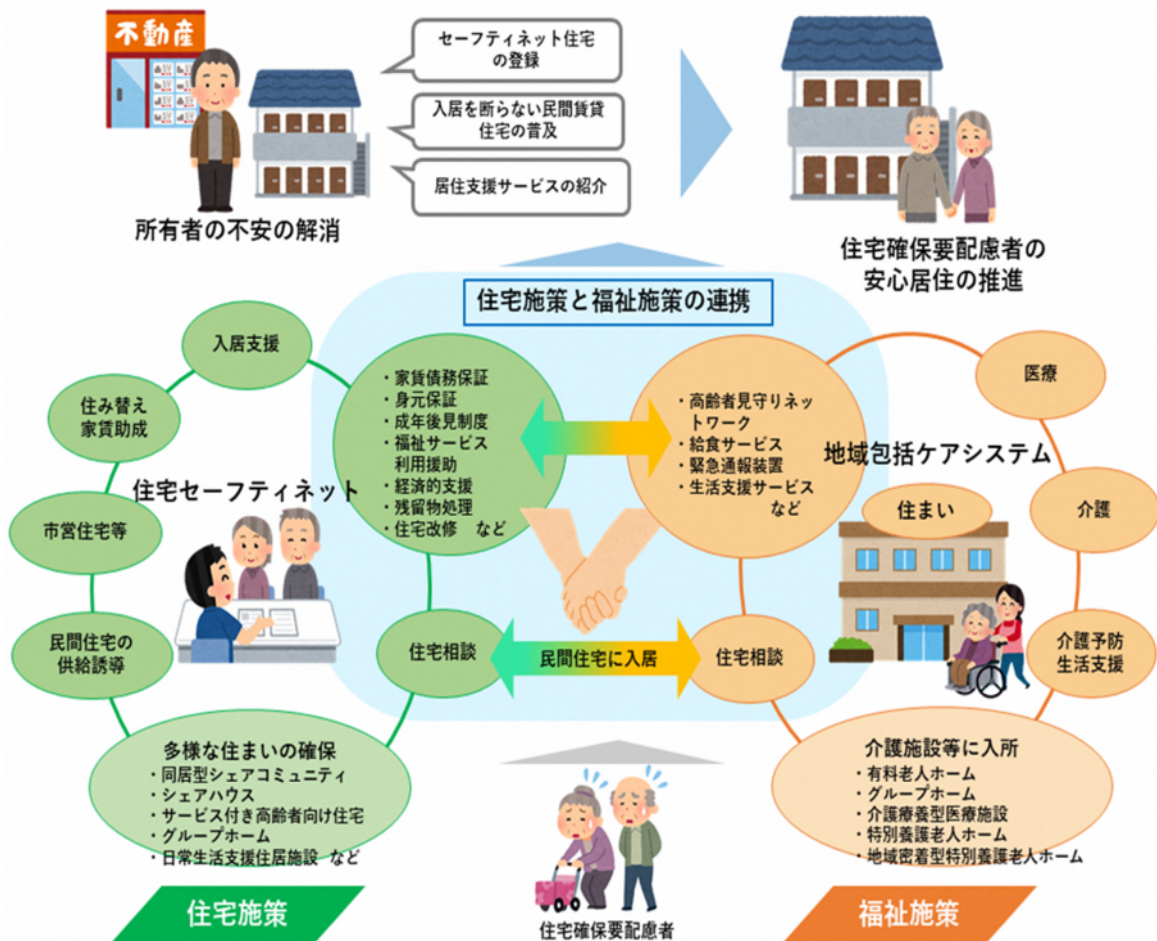 不動産
セーフティネット住宅
の登録
入居を断らない民間賃貸
住宅の普及
居住支援サービスの紹介
所有者の不安の解消
住宅確保要配慮者の
安心居住の推進
住宅施策と福祉施策の連携
入居支援
住み替え
家賃助成
市営住宅等
民間住宅の
供給誘導
住宅セーフティネット
・家賃債務保証
・身元保証
・成年後見制度
・福祉サービス
利用援助
・経済的支援
・残留物処理
・住宅改修 など
・高齢者見守りネッ
トワーク
・給食サービス
・緊急通報装置
・生活支援サービス
など
医療
地域包括ケアシステム
住まい
介護
介護予防
生活支援
住宅相談
民間住宅に入居
住宅相談
多様な住まいの確保
・同居型シェアコミュニティ
・シェアハウス
・サービス付き高齢者向け住宅
・グループホーム
・日常生活支援住居施設 など
介護施設等に入所
・有料老人ホーム
・グループホーム
・介護療養型医療施設
・特別養護老人ホーム
・地域密着型特別養護老人ホーム
住宅施策
住宅確保要配慮者
福祉施策